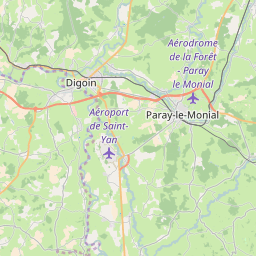 Aérodrome
de la Forêt
- Paray
le Monial
Digoin
Aéroport
de Saint-
Yan
Paray-le-Monial